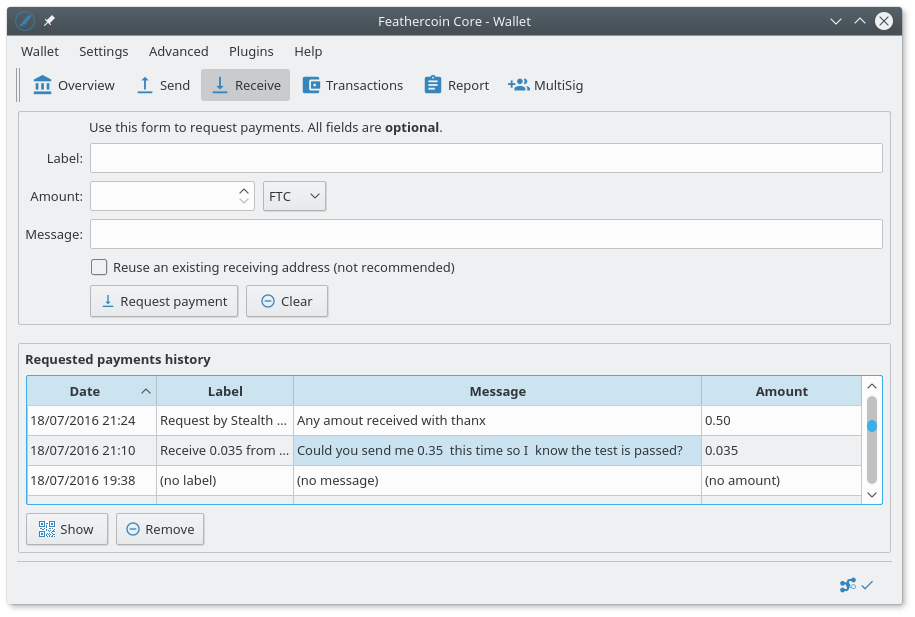 Feathercoin Core - Wallet
Wallet Settings Advanced Plugins Help
Overview Send Receive Transactions Report MultiSig
Use this form to request payments. All fields are optional.
Label:
Amount: FTC
Message:
Reuse an existing receiving address (not recommended)
Request payment Clear
Requested payments history
Date Label Message Amount
18/07/2016 21:24 Request by Stealth ... Any amout received with thanx 0.50
18/07/2016 21:10 Receive 0.035 from ... Could you send me 0.35  this time so I  know the test is passed? 0.035
18/07/2016 19:38 (no label) (no message) (no amount)
Show Remove